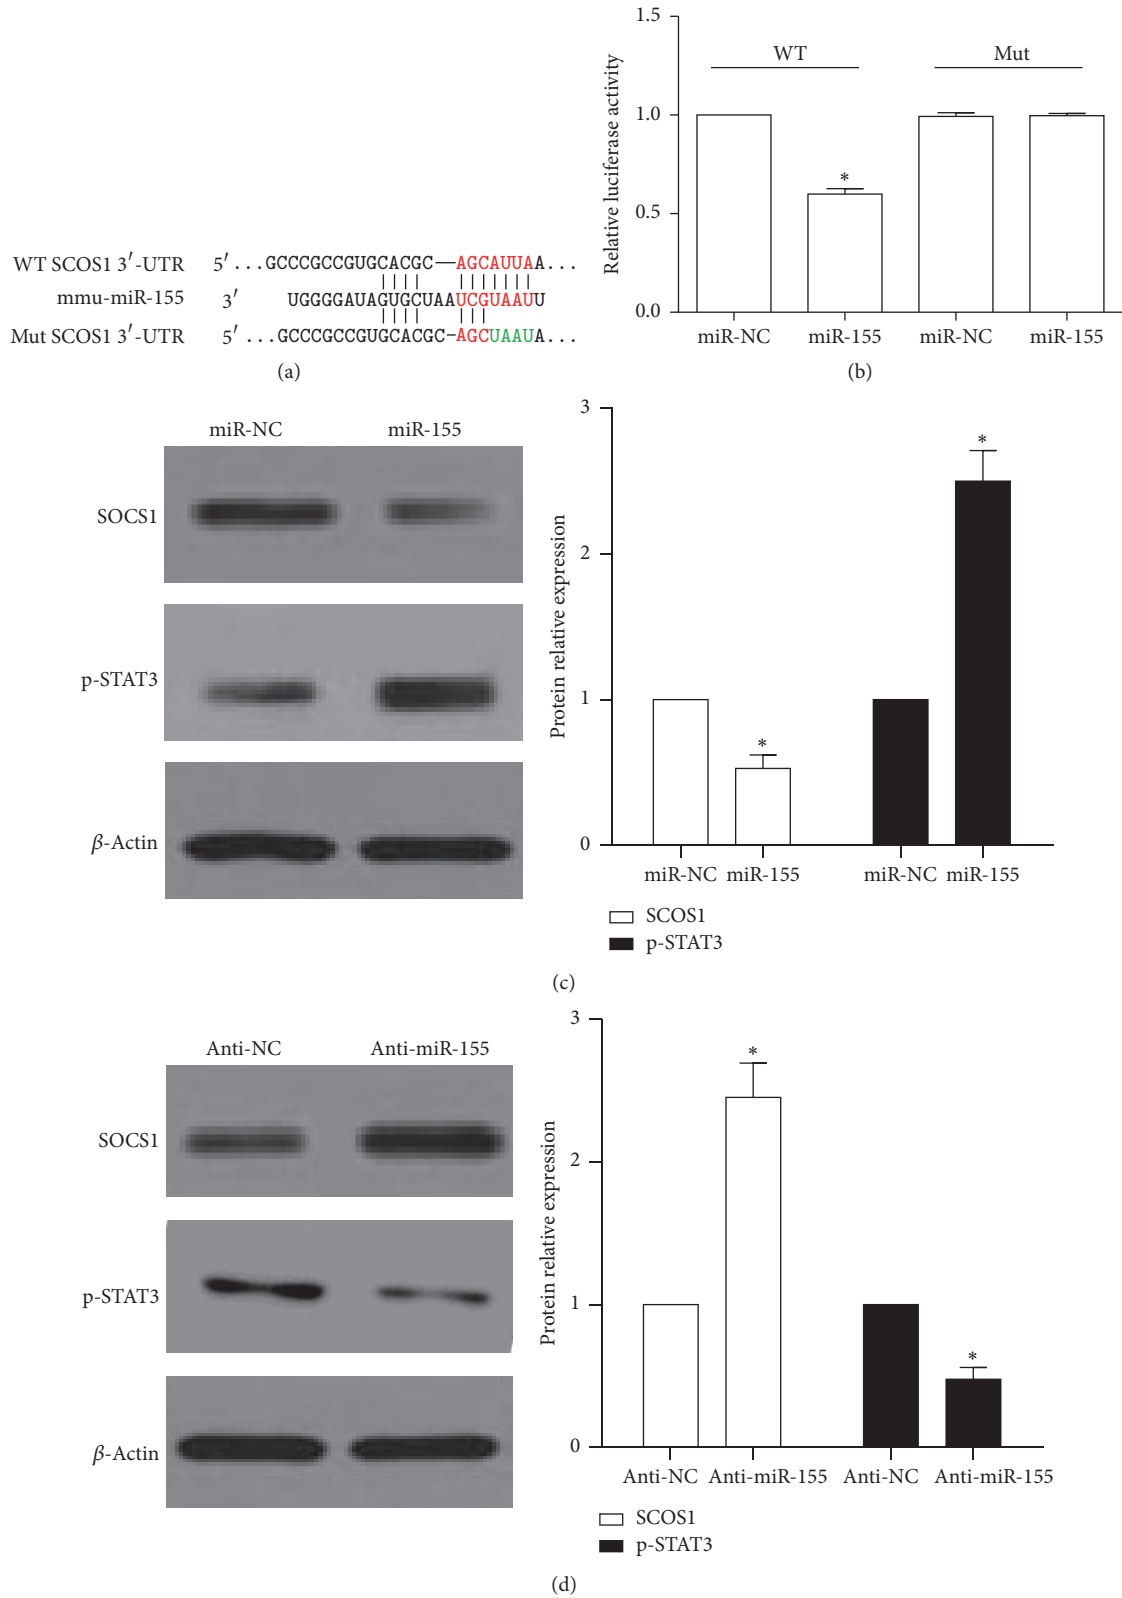 WT SCOS1 3′-UTR 5′ ...GCCCGCCGUGCACGC—AGCAUUAA...
mmu-miR-155 3′ UGGGGAUAGUGCUAAUCGUAAUU
Mut SCOS1 3′-UTR 5′ ...GCCCGCCGUGCACGC-AGCUAAUA...
(a)
Relative luciferase activity
1.5
1.0
0.5
0.0
WT
Mut
*
miR-NC miR-155 miR-NC miR-155
(b)
miR-NC miR-155
SOCS1
p-STAT3
β-Actin
Protein relative expression
3
2
1
0
*
*
miR-NC miR-155 miR-NC miR-155
SCOS1
p-STAT3
(c)
Anti-NC Anti-miR-155
SOCS1
p-STAT3
β-Actin
Protein relative expression
3
2
1
0
*
*
Anti-NC Anti-miR-155 Anti-NC Anti-miR-155
SCOS1
p-STAT3
(d)